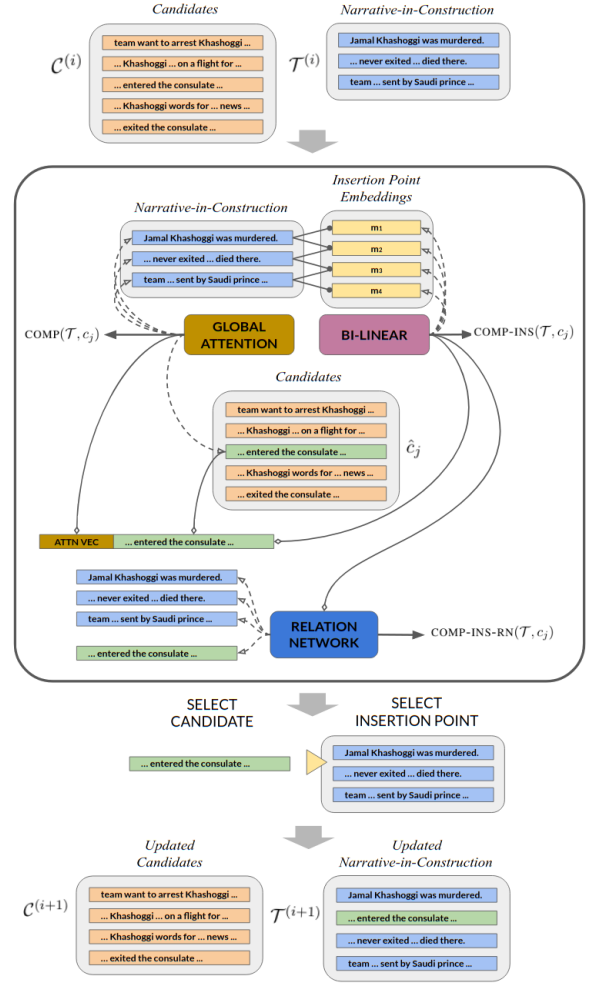 Candidates
Narrative-in-Construction
C^(i)
team want to arrest Khashoggi ...
... Khashoggi ... on a flight for ...
... entered the consulate ...
... Khashoggi words for ... news ...
... exited the consulate ...
T^(i)
Jamal Khashoggi was murdered.
... never exited ... died there.
team ... sent by Saudi prince ...
Narrative-in-Construction
Insertion Point
Embeddings
Jamal Khashoggi was murdered.
... never exited ... died there.
team ... sent by Saudi prince ...
m1
m2
m3
m4
COMP(T, c_j)
GLOBAL
ATTENTION
BI-LINEAR
COMP-INS(T, c_j)
Candidates
team want to arrest Khashoggi ...
... Khashoggi ... on a flight for ...
... entered the consulate ...
... Khashoggi words for ... news ...
... exited the consulate ...
ĉ_j
ATTN VEC
... entered the consulate ...
Jamal Khashoggi was murdered.
... never exited ... died there.
team ... sent by Saudi prince ...
... entered the consulate ...
RELATION
NETWORK
COMP-INS-RN(T, c_j)
SELECT
CANDIDATE
SELECT
INSERTION POINT
... entered the consulate ...
Jamal Khashoggi was murdered.
... never exited ... died there.
team ... sent by Saudi prince ...
Updated
Candidates
Updated
Narrative-in-Construction
C^(i+1)
team want to arrest Khashoggi ...
... Khashoggi ... on a flight for ...
... Khashoggi words for ... news ...
... exited the consulate ...
T^(i+1)
Jamal Khashoggi was murdered.
... entered the consulate ...
... never exited ... died there.
team ... sent by Saudi prince ...